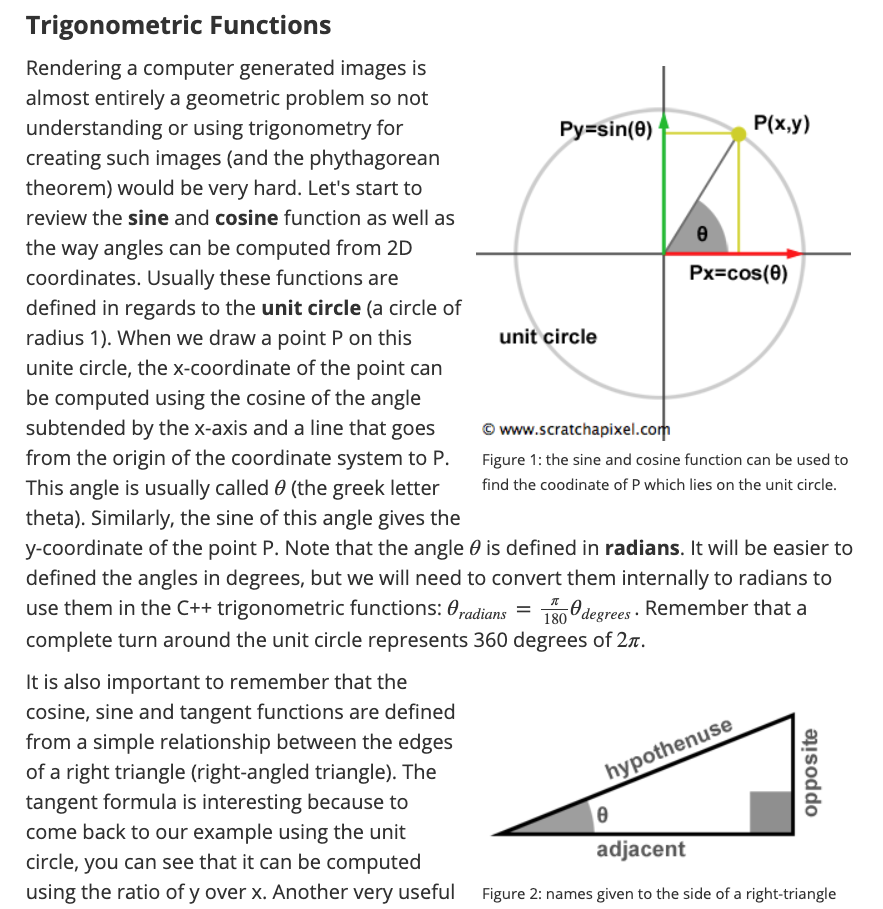 Trigonometric Functions
Rendering a computer generated images is
almost entirely a geometric problem so not
understanding or using trigonometry for
creating such images (and the phythagorean
theorem) would be very hard. Let's start to
review the sine and cosine function as well as
the way angles can be computed from 2D
coordinates. Usually these functions are
defined in regards to the unit circle (a circle of
radius 1). When we draw a point P on this
unite circle, the x-coordinate of the point can
be computed using the cosine of the angle
subtended by the x-axis and a line that goes
from the origin of the coordinate system to P.
This angle is usually called θ (the greek letter
theta). Similarly, the sine of this angle gives the
y-coordinate of the point P. Note that the angle θ is defined in radians. It will be easier to
defined the angles in degrees, but we will need to convert them internally to radians to
use them in the C++ trigonometric functions: θradians = π/180 θdegrees. Remember that a
complete turn around the unit circle represents 360 degrees of 2π.
Py=sin(θ)
P(x,y)
θ
Px=cos(θ)
unit circle
© www.scratchapixel.com
Figure 1: the sine and cosine function can be used to
find the coodinate of P which lies on the unit circle.
It is also important to remember that the
cosine, sine and tangent functions are defined
from a simple relationship between the edges
of a right triangle (right-angled triangle). The
tangent formula is interesting because to
come back to our example using the unit
circle, you can see that it can be computed
using the ratio of y over x. Another very useful
hypothenuse
opposite
θ
adjacent
Figure 2: names given to the side of a right-triangle